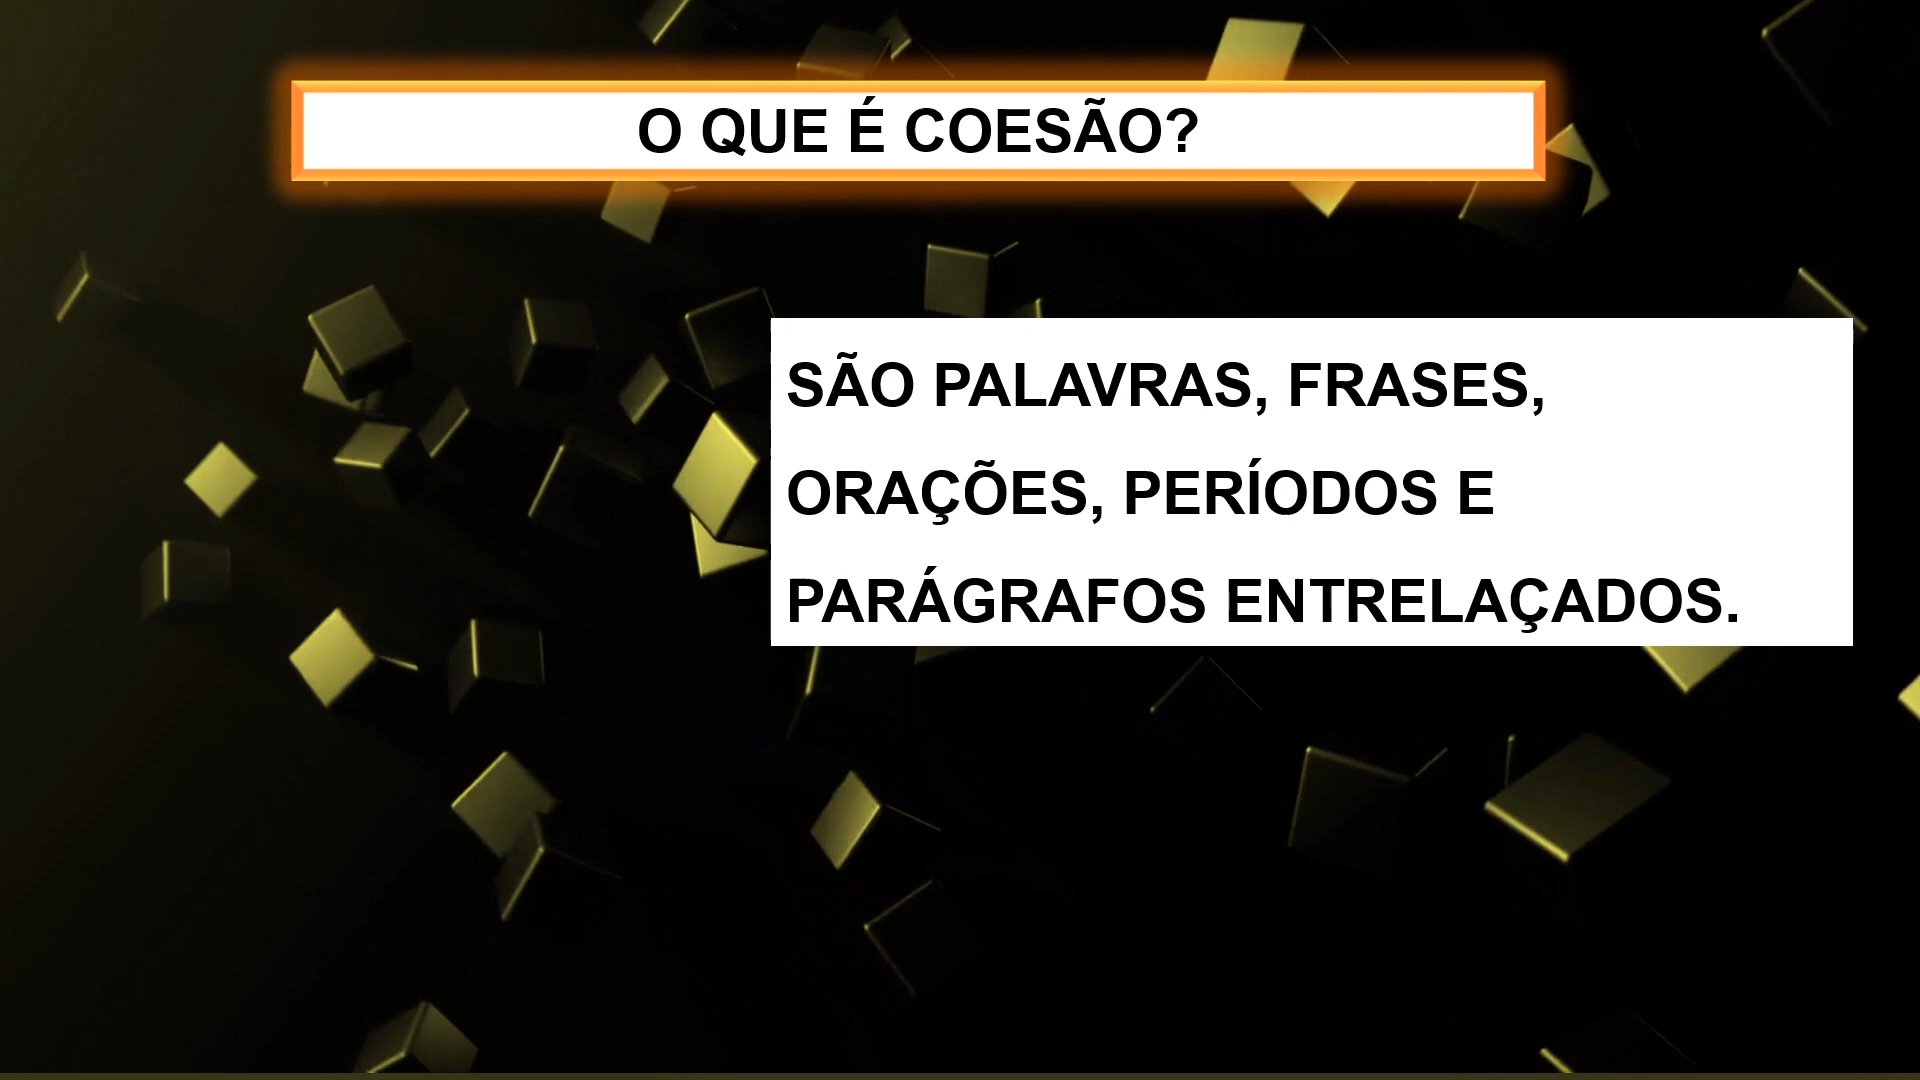 O QUE É COESÃO?
SÃO PALAVRAS, FRASES,
ORAÇÕES, PERÍODOS E
PARÁGRAFOS ENTRELAÇADOS.